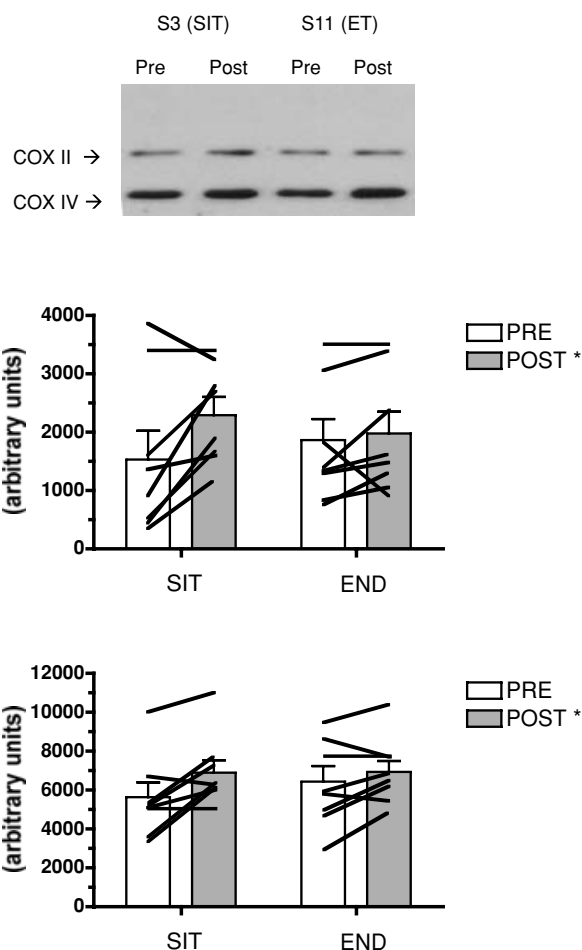 S3 (SIT) S11 (ET)
Pre Post Pre Post
COX II →
COX IV →
4000
3000
2000
1000
0
(arbitrary units)
PRE
POST *
SIT END
12000
10000
8000
6000
4000
2000
0
(arbitrary units)
PRE
POST *
SIT END